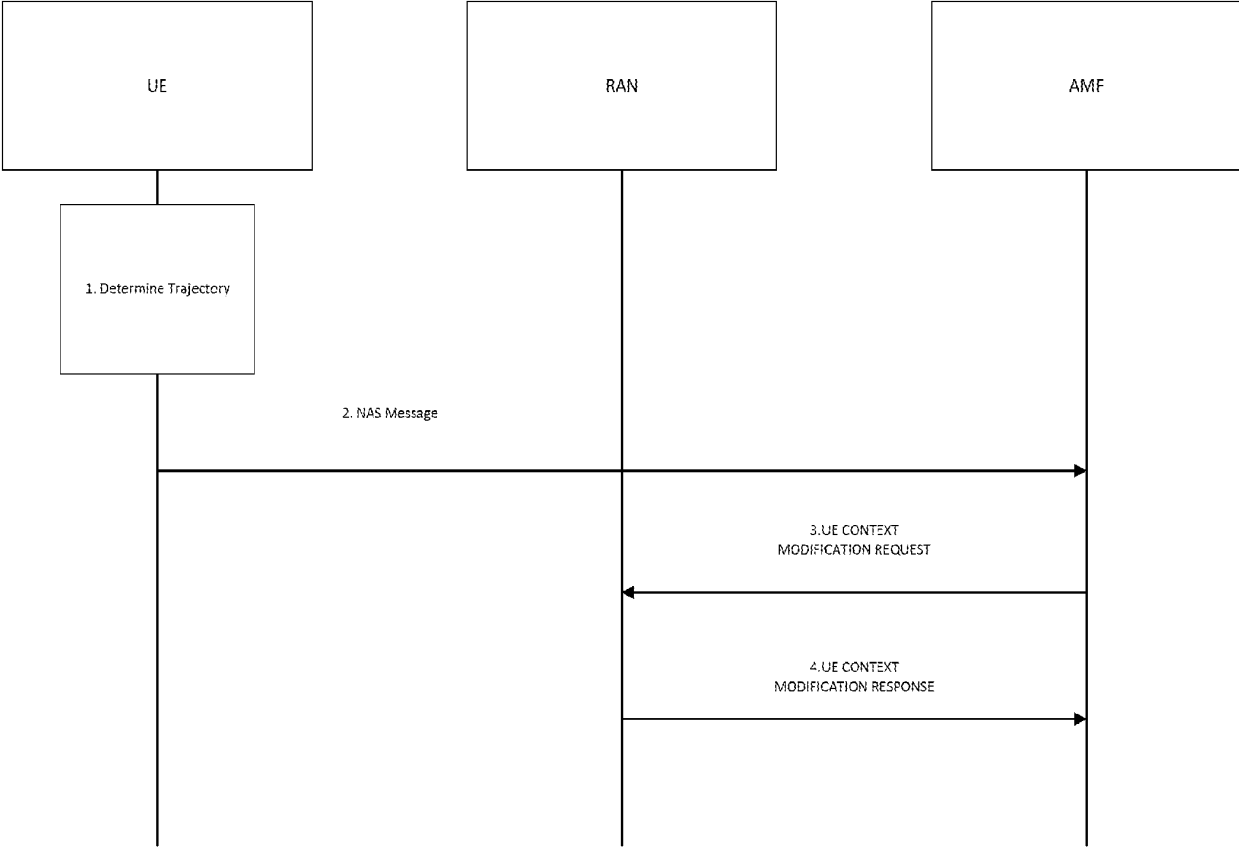 UE
RAN
AMF
1. Determine Trajectory
2. NAS Message
3.UE CONTEXT
MODIFICATION REQUEST
4.UE CONTEXT
MODIFICATION RESPONSE